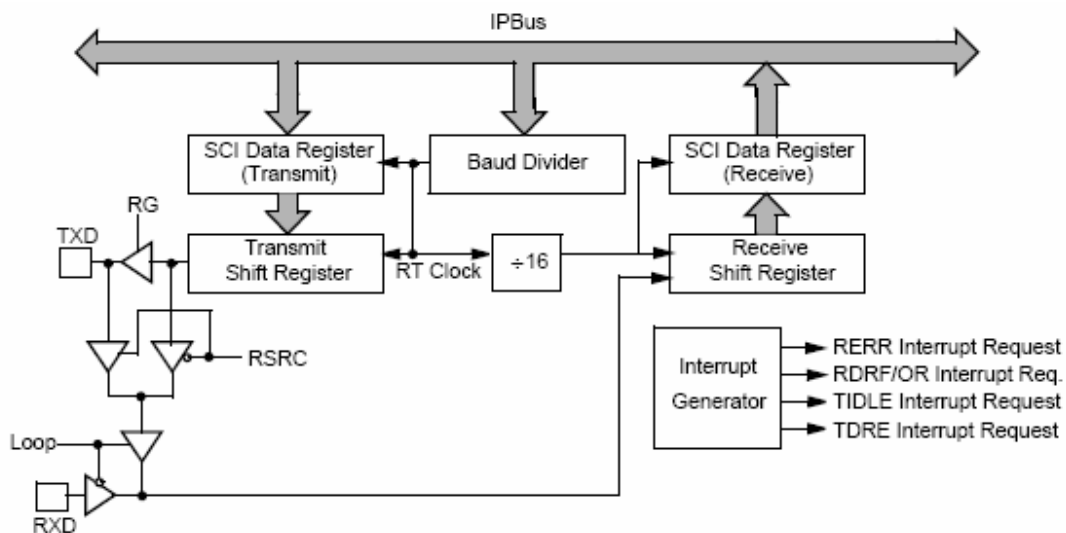 IPBus
SCI Data Register
(Transmit)
Baud Divider
SCI Data Register
(Receive)
RG
TXD
Transmit
Shift Register
RT Clock
÷16
Receive
Shift Register
RSRC
Interrupt
Generator
RERR Interrupt Request
RDRF/OR Interrupt Req.
TIDLE Interrupt Request
TDRE Interrupt Request
Loop
RXD